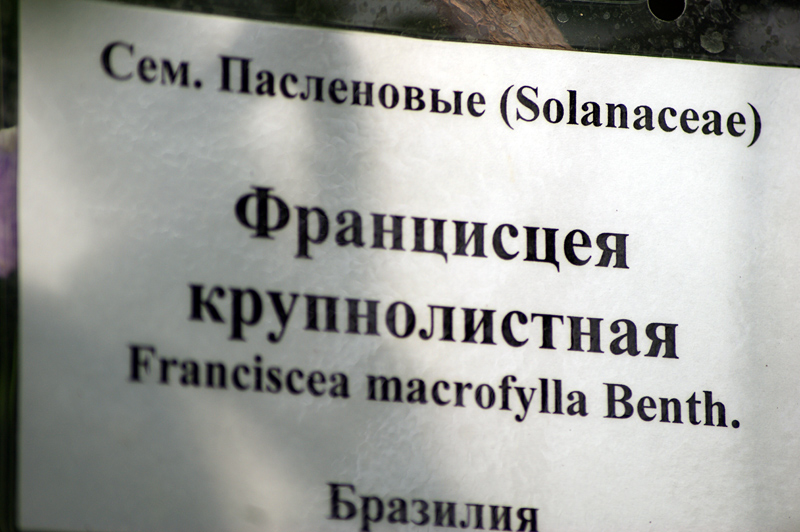 Сем. Пасленовые (Solanaceae)
Францисцея
крупнолистная
Franciscea macrofylla Benth.
Бразилия